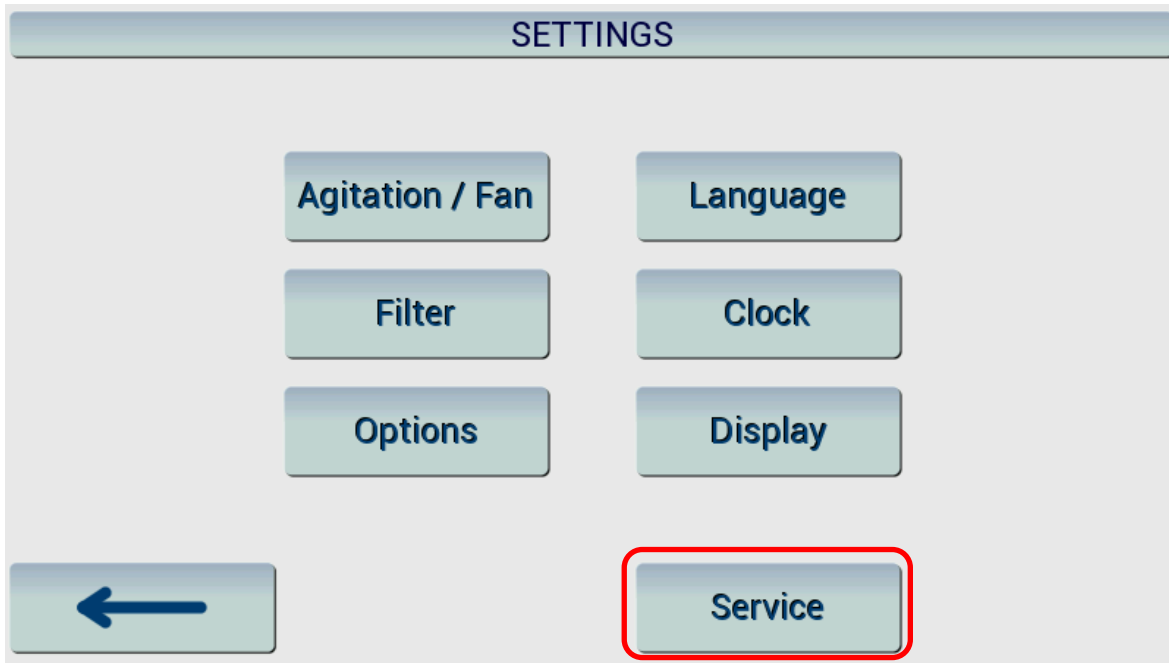 SETTINGS
Agitation / Fan
Language
Filter
Clock
Options
Display
Service